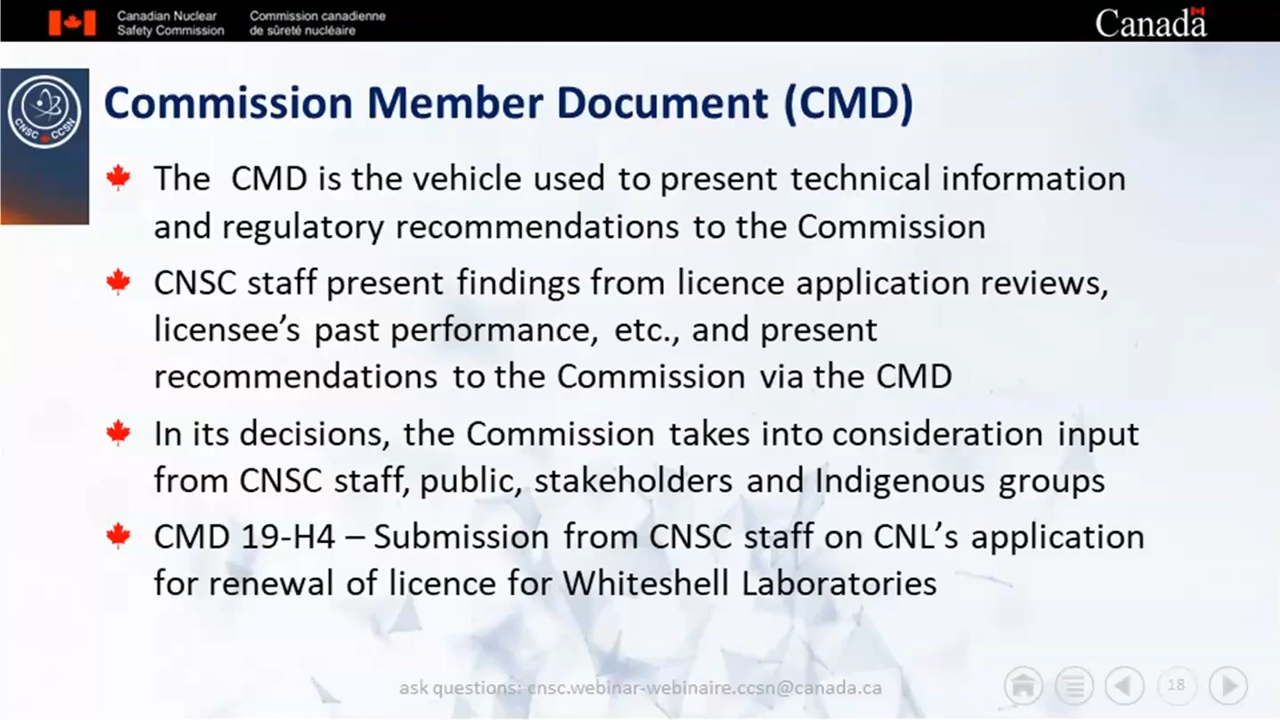 Canadian Nuclear
Safety Commission
Commission canadienne
de sûreté nucléaire
Canada
CNSC CCSN
Commission Member Document (CMD)
The CMD is the vehicle used to present technical information
and regulatory recommendations to the Commission
CNSC staff present findings from licence application reviews,
licensee’s past performance, etc., and present
recommendations to the Commission via the CMD
In its decisions, the Commission takes into consideration input
from CNSC staff, public, stakeholders and Indigenous groups
CMD 19-H4 – Submission from CNSC staff on CNL’s application
for renewal of licence for Whiteshell Laboratories
ask questions: cnsc.webinar-webinaire.ccsn@canada.ca
18